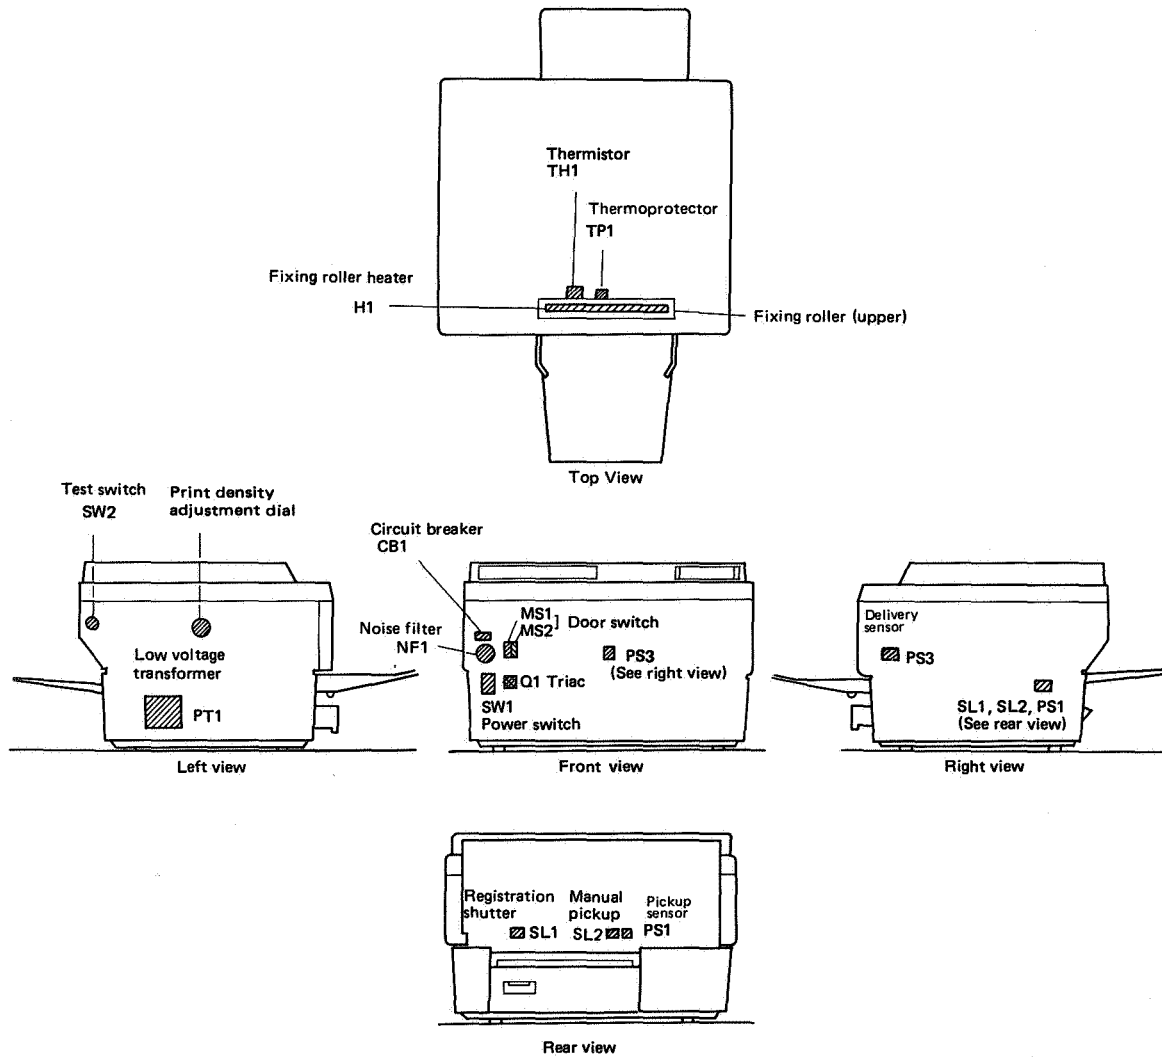 Thermistor
TH1
Thermoprotector
TP1
Fixing roller heater
H1
Fixing roller (upper)
Top View
Test switch
SW2
Print density
adjustment dial
Low voltage
transformer
PT1
Left view
Circuit breaker
CB1
Noise filter
NF1
MS1
MS2] Door switch
PS3
(See right view)
Q1 Triac
SW1
Power switch
Front view
Delivery
sensor
PS3
SL1, SL2, PS1
(See rear view)
Right view
Registration
shutter
SL1
Manual
pickup
SL2
Pickup
sensor
PS1
Rear view